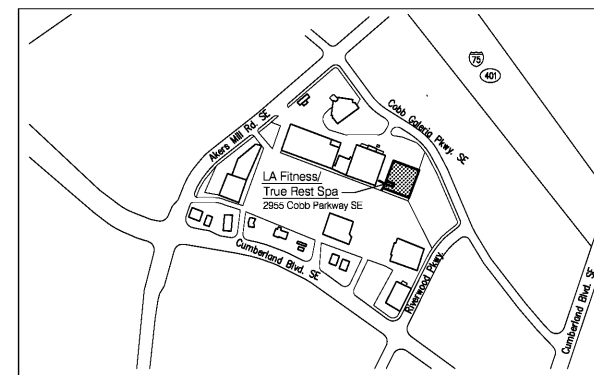 75
401
Cobb Galeria Pkwy. SE
Akers Mill Rd. SE
LA Fitness/
True Rest Spa
2955 Cobb Parkway SE
Cumberland Blvd. SE
Riverwood Pkwy.
Cumberland Blvd. SE